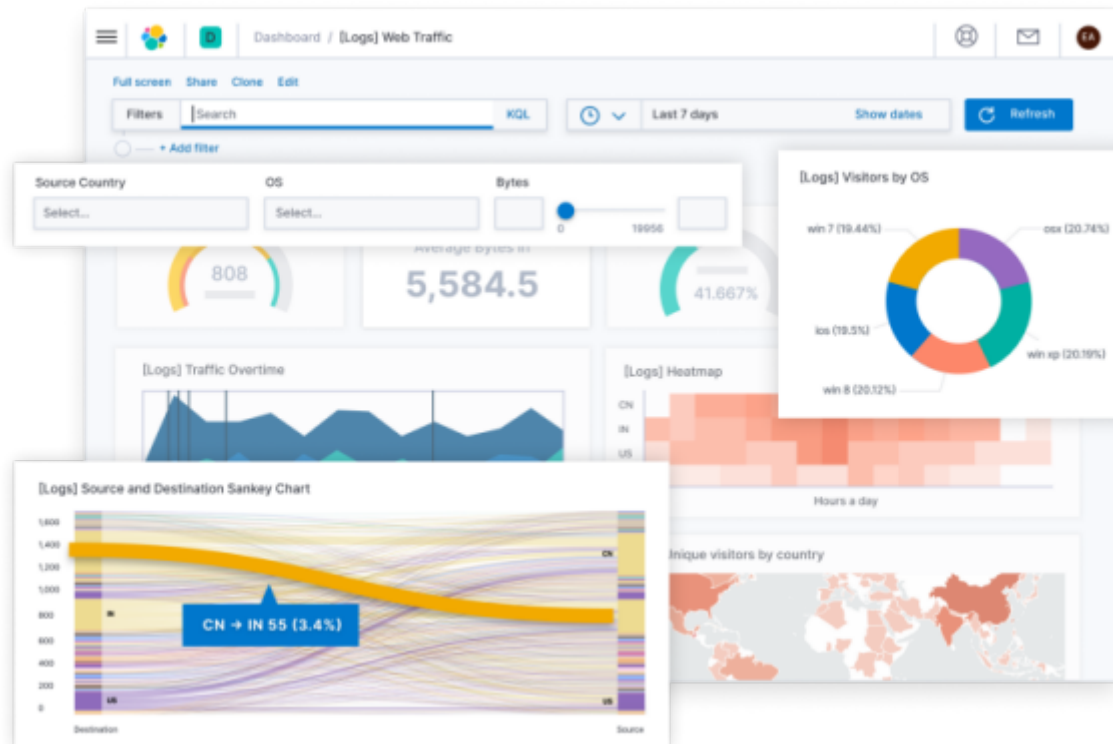 D
Dashboard / [Logs] Web Traffic
EA
Full screen Share Clone Edit
Filters Search KQL
Last 7 days Show dates
Refresh
+ Add filter
Source Country OS Bytes
Select... Select...
0 19956
[Logs] Visitors by OS
win 7 (19.44%)
osx (20.74%)
ios (19.5%)
win xp (20.19%)
win 8 (20.12%)
808
Average Bytes In
5,584.5
41.667%
[Logs] Traffic Overtime
[Logs] Heatmap
CN
IN
US
Hours a day
[Logs] Source and Destination Sankey Chart
1,600
1,400
1,200
1,000
800
600
400
200
0
CN
IN
US
US
CN → IN 55 (3.4%)
Destination
Source
Unique visitors by country